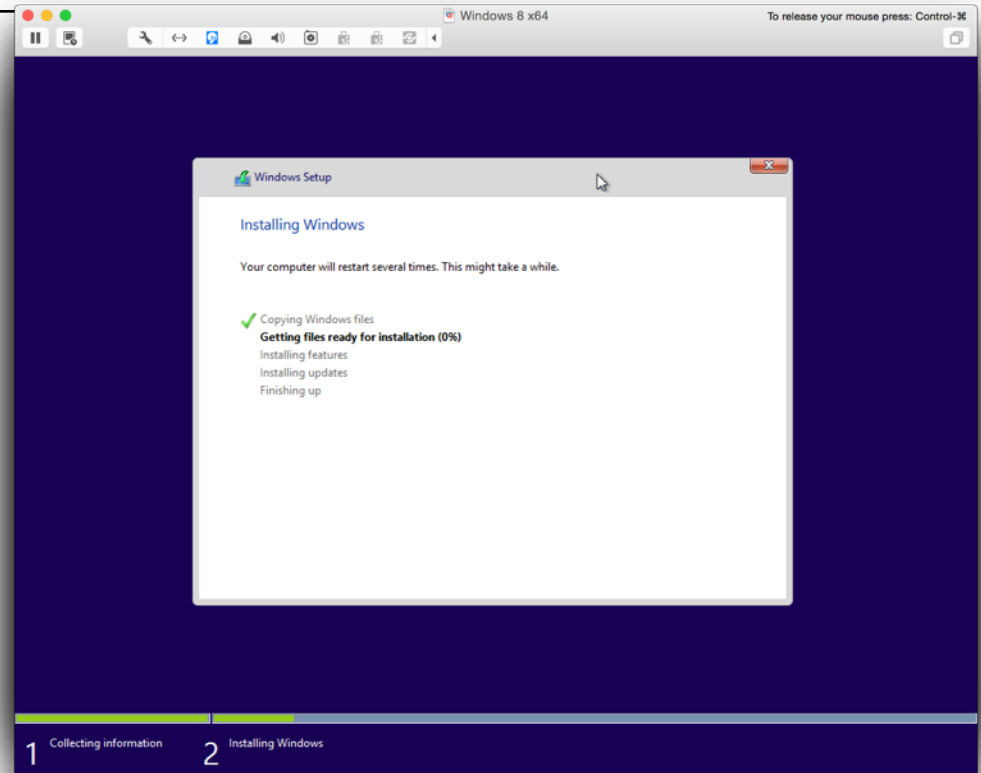 Windows 8 x64
To release your mouse press: Control-⌘
Windows Setup
Installing Windows
Your computer will restart several times. This might take a while.
Copying Windows files
Getting files ready for installation (0%)
Installing features
Installing updates
Finishing up
1 Collecting information
2 Installing Windows